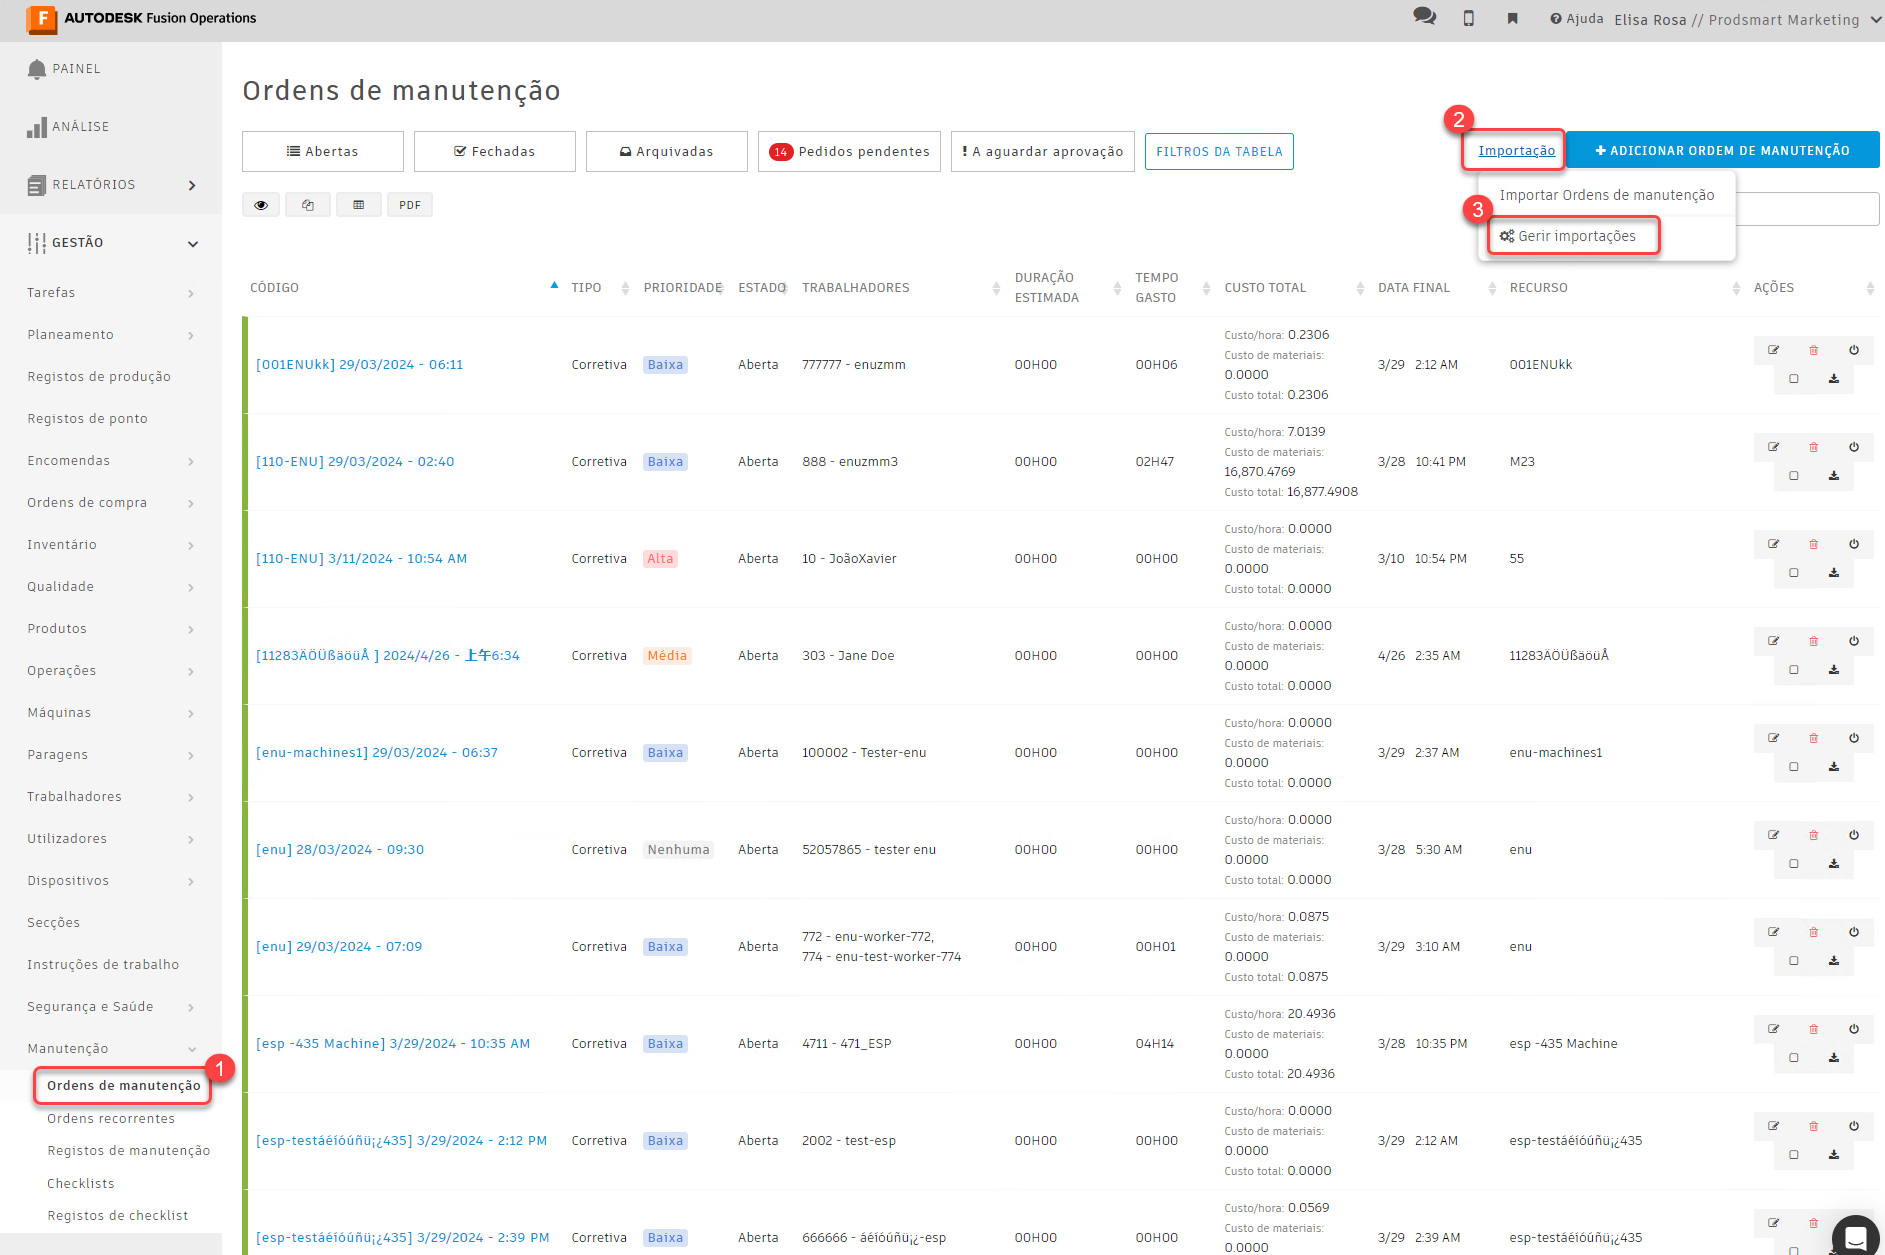 F AUTODESK Fusion Operations
Ajuda Elisa Rosa // Prodsmart Marketing
PAINEL
ANÁLISE
RELATÓRIOS
GESTÃO
Tarefas
Planeamento
Registos de produção
Registos de ponto
Encomendas
Ordens de compra
Inventário
Qualidade
Produtos
Operações
Máquinas
Paragens
Trabalhadores
Utilizadores
Dispositivos
Secções
Instruções de trabalho
Segurança e Saúde
Manutenção
1
Ordens de manutenção
Ordens recorrentes
Registos de manutenção
Checklists
Registos de checklist
Ordens de manutenção
Abertas
Fechadas
Arquivadas
14 Pedidos pendentes
! A aguardar aprovação
FILTROS DA TABELA
2
Importação
+ ADICIONAR ORDEM DE MANUTENÇÃO
Importar Ordens de manutenção
3
Gerir importações
PDF
CÓDIGO TIPO PRIORIDADE ESTADO TRABALHADORES DURAÇÃO ESTIMADA TEMPO GASTO CUSTO TOTAL DATA FINAL RECURSO AÇÕES
[001ENUkk] 29/03/2024 - 06:11 Corretiva Baixa Aberta 777777 - enuzmm 00H00 00H06
Custo/hora: 0.2306
Custo de materiais:
0.0000
Custo total: 0.2306
3/29 2:12 AM 001ENUkk
[110-ENU] 29/03/2024 - 02:40 Corretiva Baixa Aberta 888 - enuzmm3 00H00 02H47
Custo/hora: 7.0139
Custo de materiais:
16,870.4769
Custo total: 16,877.4908
3/28 10:41 PM M23
[110-ENU] 3/11/2024 - 10:54 AM Corretiva Alta Aberta 10 - JoãoXavier 00H00 00H00
Custo/hora: 0.0000
Custo de materiais:
0.0000
Custo total: 0.0000
3/10 10:54 PM 55
[11283ÄÖÜßäöüÅ ] 2024/4/26 - 上午6:34 Corretiva Média Aberta 303 - Jane Doe 00H00 00H00
Custo/hora: 0.0000
Custo de materiais:
0.0000
Custo total: 0.0000
4/26 2:35 AM 11283ÄÖÜßäöüÅ
[enu-machines1] 29/03/2024 - 06:37 Corretiva Baixa Aberta 100002 - Tester-enu 00H00 00H00
Custo/hora: 0.0000
Custo de materiais:
0.0000
Custo total: 0.0000
3/29 2:37 AM enu-machines1
[enu] 28/03/2024 - 09:30 Corretiva Nenhuma Aberta 52057865 - tester enu 00H00 00H00
Custo/hora: 0.0000
Custo de materiais:
0.0000
Custo total: 0.0000
3/28 5:30 AM enu
[enu] 29/03/2024 - 07:09 Corretiva Baixa Aberta
772 - enu-worker-772,
774 - enu-test-worker-774
00H00 00H01
Custo/hora: 0.0875
Custo de materiais:
0.0000
Custo total: 0.0875
3/29 3:10 AM enu
[esp -435 Machine] 3/29/2024 - 10:35 AM Corretiva Baixa Aberta 4711 - 471_ESP 00H00 04H14
Custo/hora: 20.4936
Custo de materiais:
0.0000
Custo total: 20.4936
3/28 10:35 PM esp -435 Machine
[esp-testáéíóúñü¡¿435] 3/29/2024 - 2:12 PM Corretiva Baixa Aberta 2002 - test-esp 00H00 00H00
Custo/hora: 0.0000
Custo de materiais:
0.0000
Custo total: 0.0000
3/29 2:12 AM esp-testáéíóúñü¡¿435
[esp-testáéíóúñü¡¿435] 3/29/2024 - 2:39 PM Corretiva Baixa Aberta 666666 - áéíóúñü¡¿-esp 00H00 00H00
Custo/hora: 0.0569
Custo de materiais:
0.0000
3/29 2:39 AM esp-testáéíóúñü¡¿435